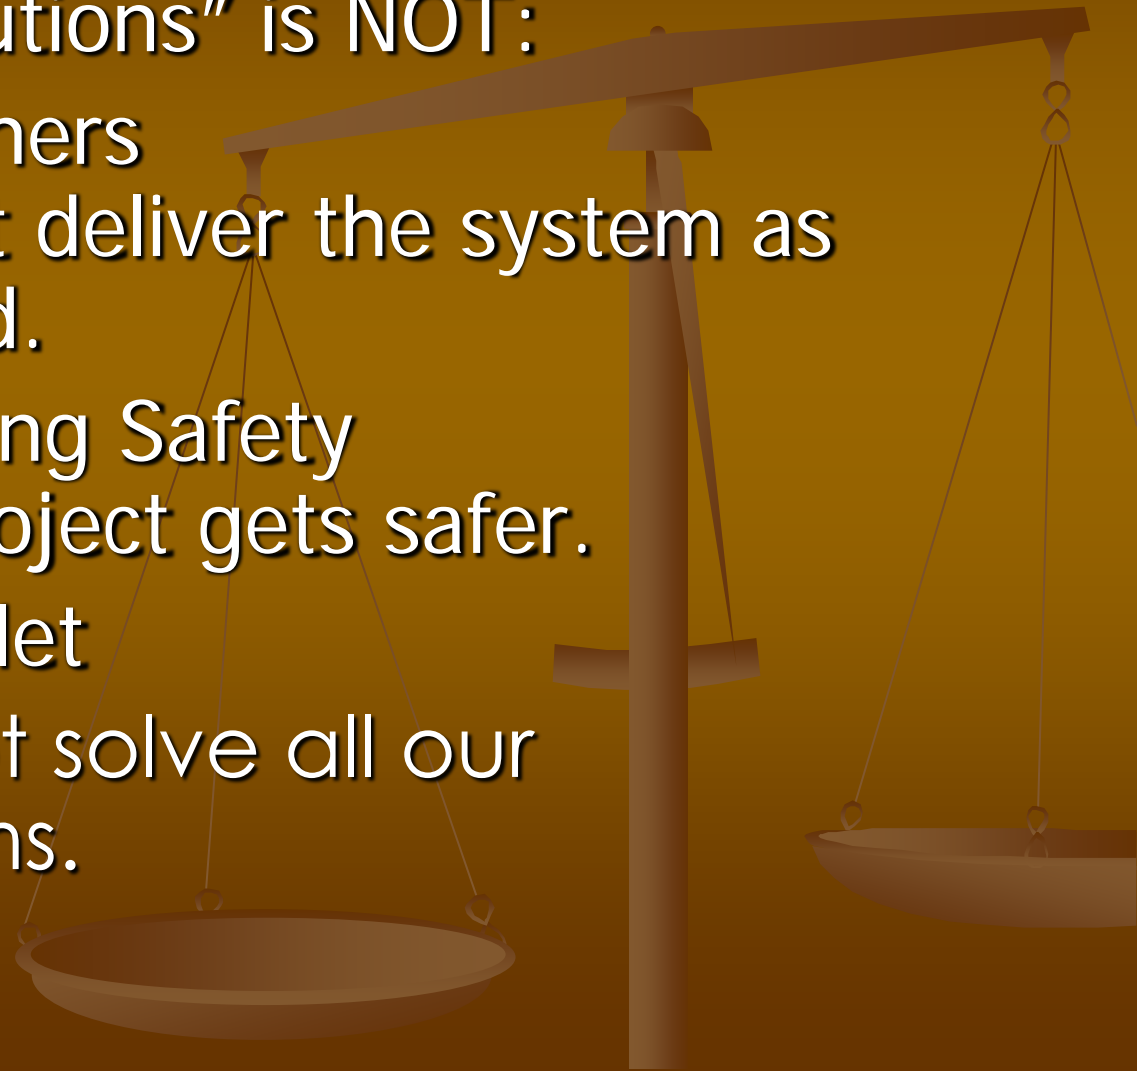 utions” is NOT:
ners
t deliver the system as
d.
ng Safety
oject gets safer.
let
t solve all our
ns.